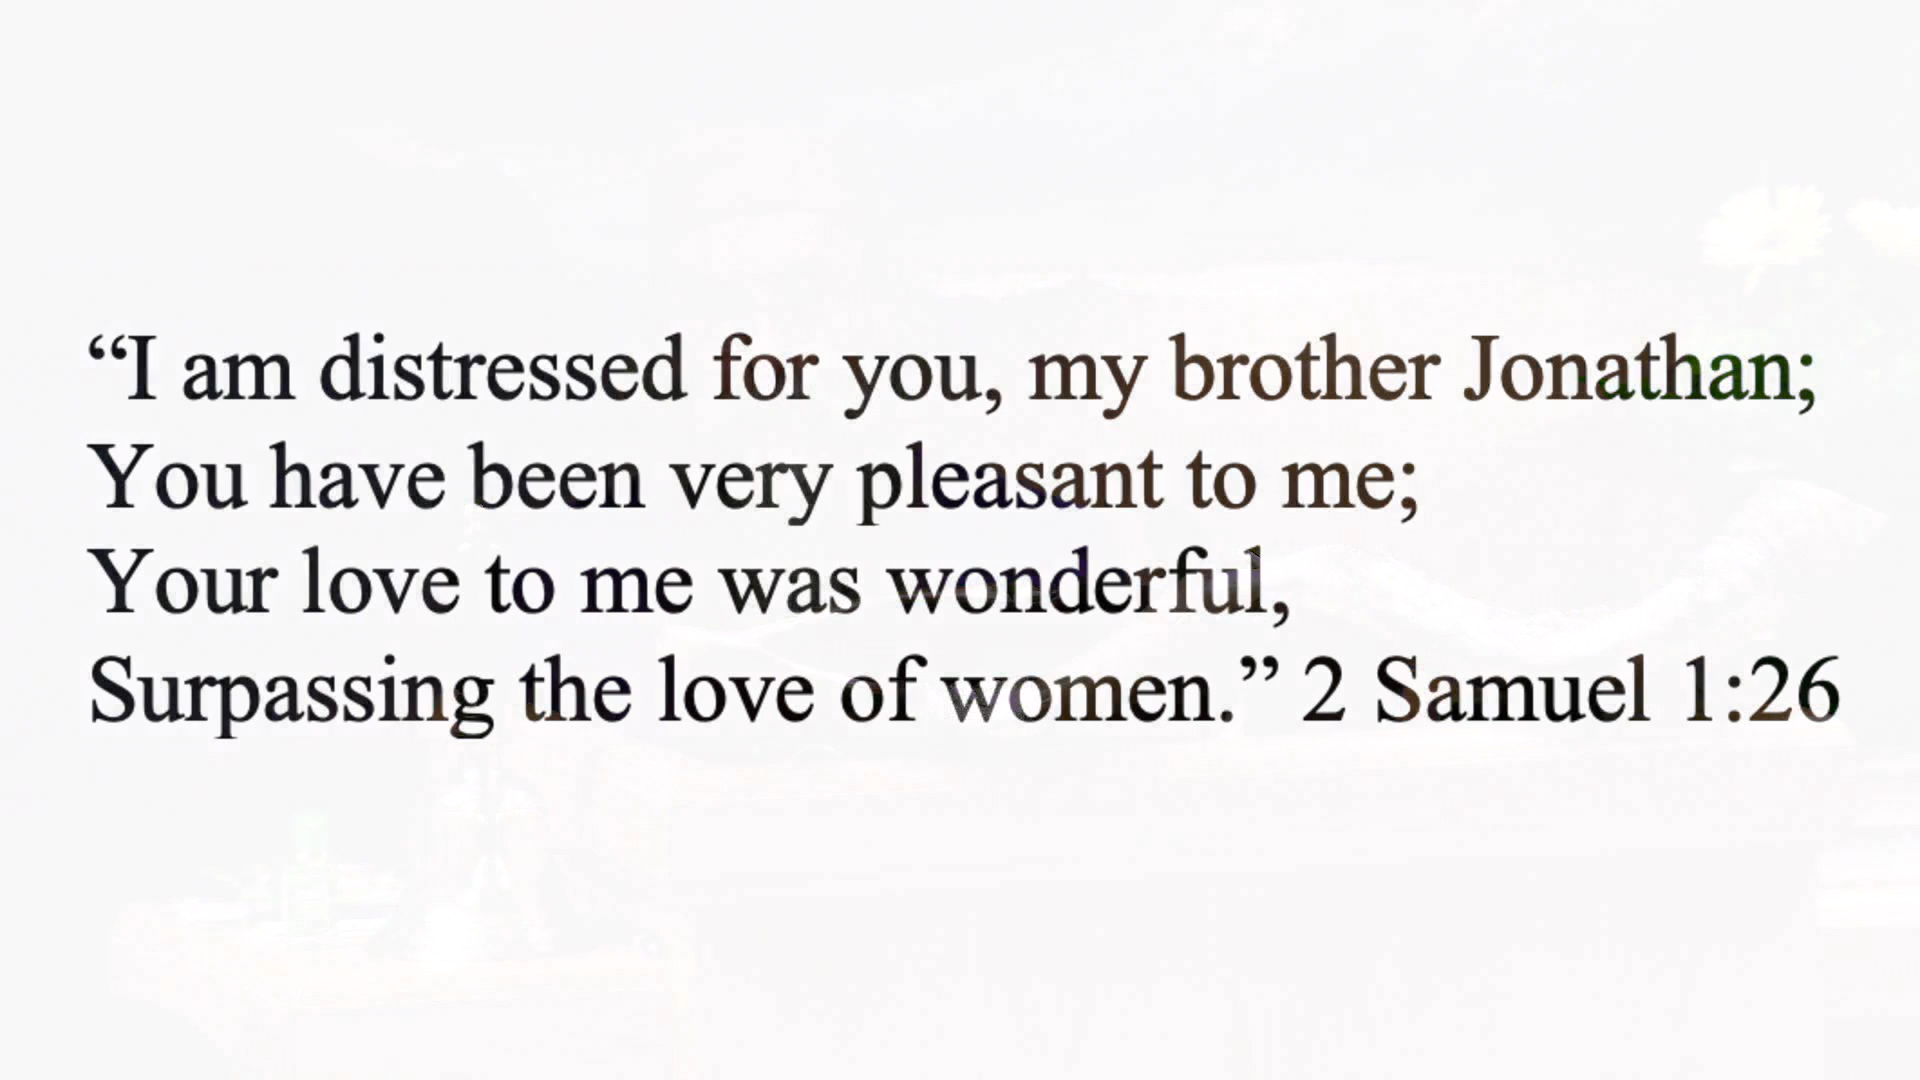 “I am distressed for you, my brother Jonathan;
You have been very pleasant to me;
Your love to me was wonderful,
Surpassing the love of women.” 2 Samuel 1:26